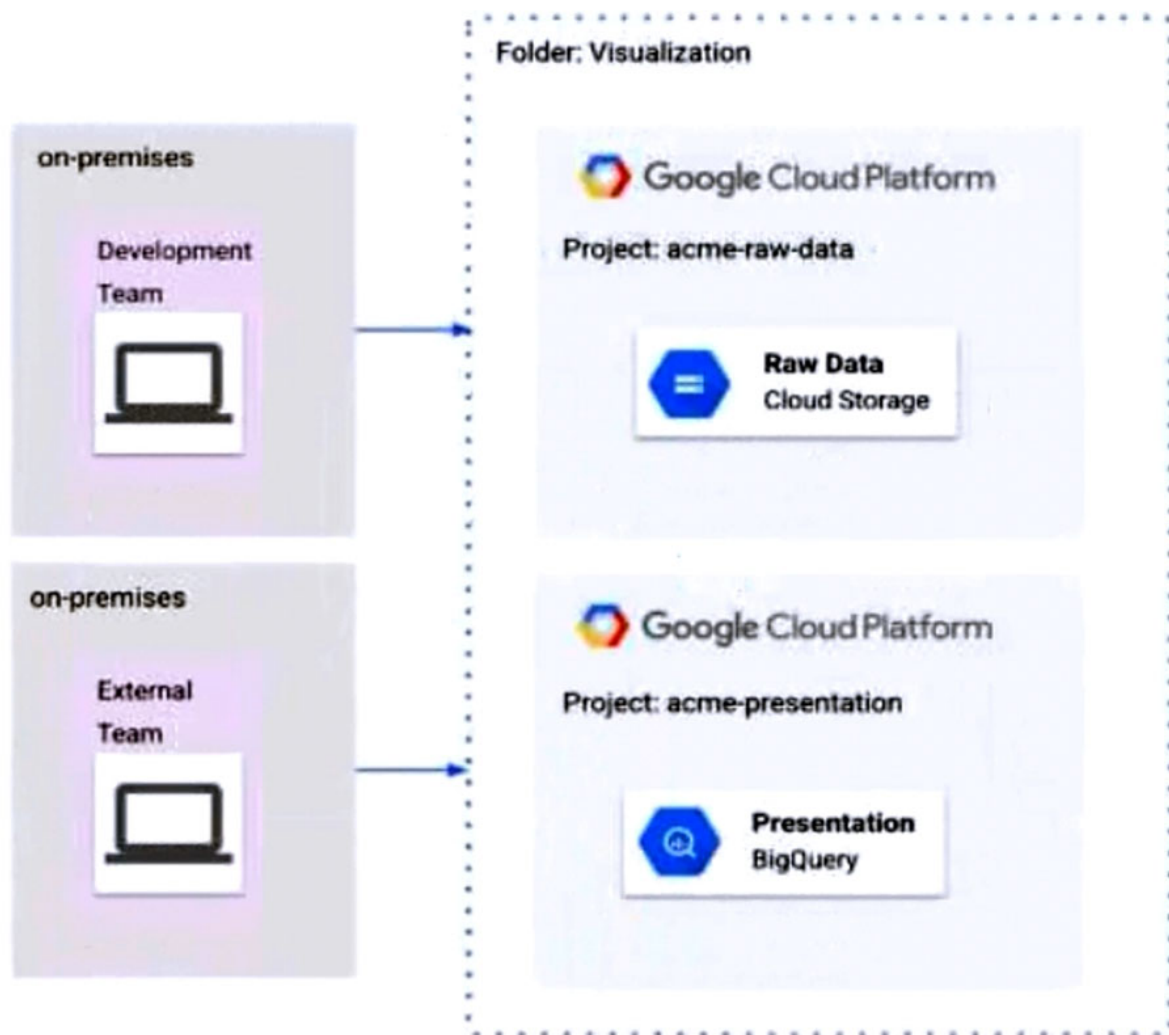 Folder: Visualization
on-premises
Development
Team
Google Cloud Platform
Project: acme-raw-data
Raw Data
Cloud Storage
on-premises
External
Team
Google Cloud Platform
Project: acme-presentation
Presentation
BigQuery